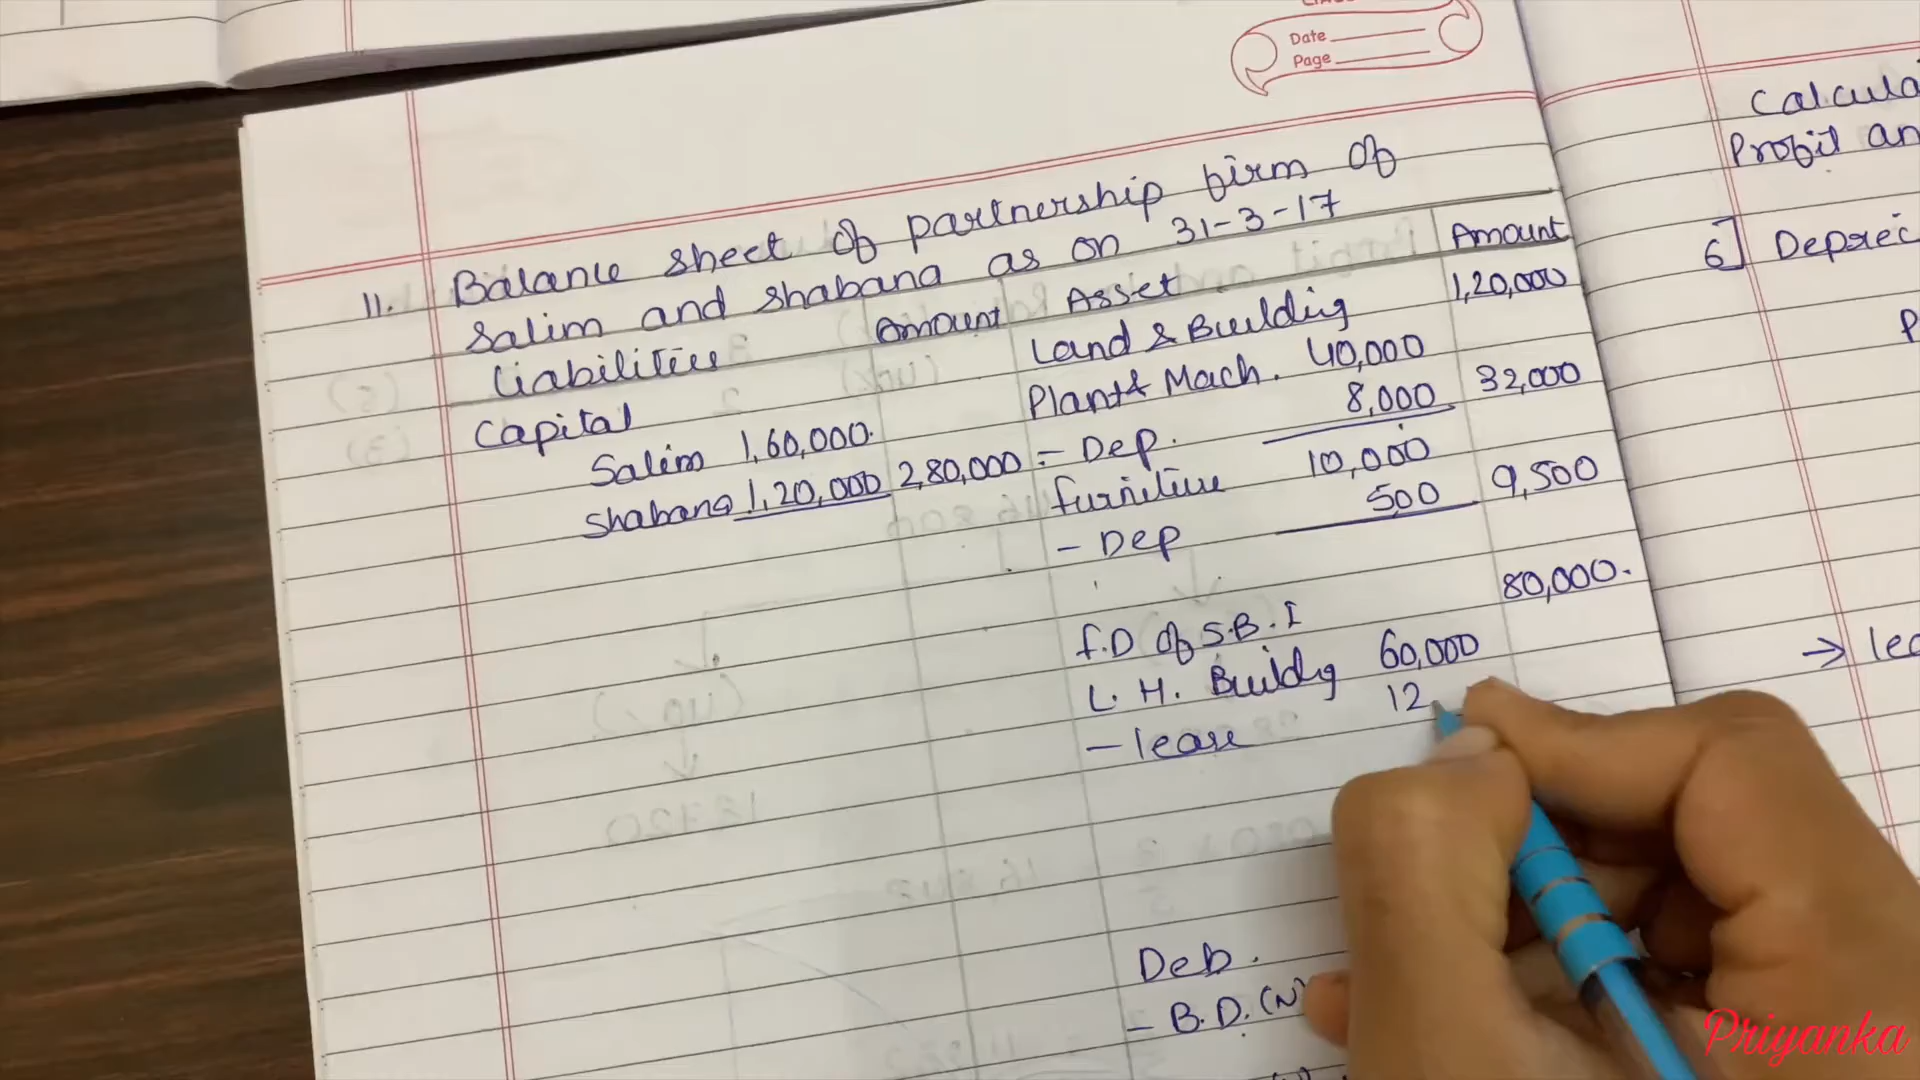 Date
Page
11. Balance sheet of partnership firm of
Salim and Shabana as on 31-3-17
Liabilities Amount Asset Amount
Capital Land & Building 1,20,000
Salim 1,60,000. Plant & Mach. 40,000
Shabana 1,20,000 2,80,000 - Dep. 8,000 32,000
Furniture 10,000
- Dep 500 9,500
F.D of S.B.I 80,000.
L. H. Buildg 60,000
- lease 12
Deb.
- B.D. (N)
Calcula
Profit an
6] Deprec
P
→ lea
Priyanka